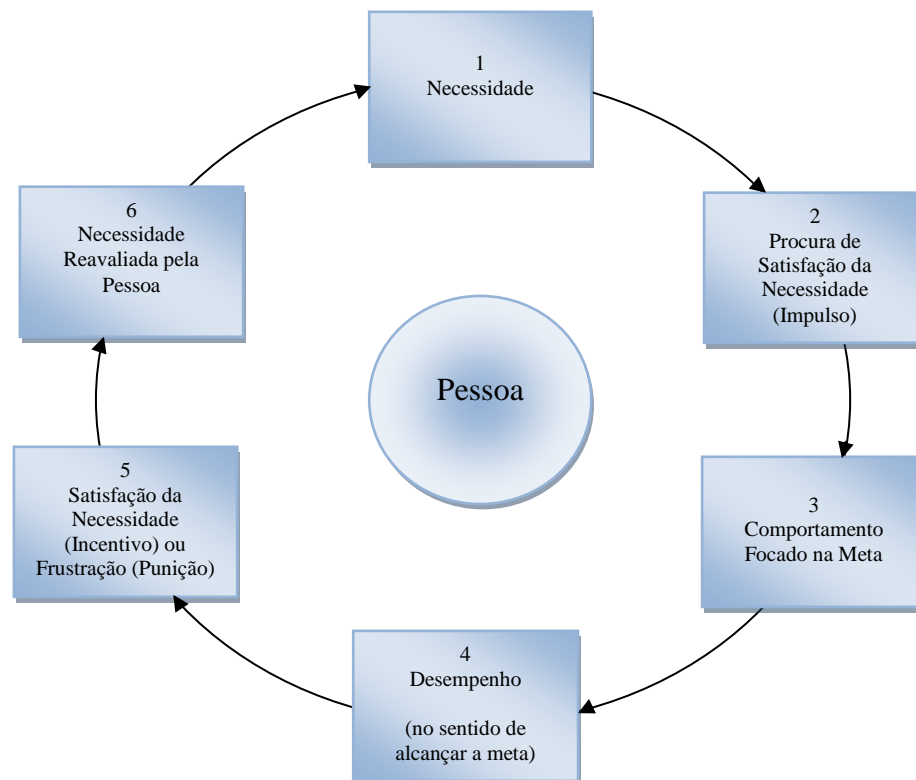 1
Necessidade
2
Procura de
Satisfação da
Necessidade
(Impulso)
3
Comportamento
Focado na Meta
4
Desempenho
(no sentido de
alcançar a meta)
5
Satisfação da
Necessidade
(Incentivo) ou
Frustração (Punição)
6
Necessidade
Reavaliada pela
Pessoa
Pessoa